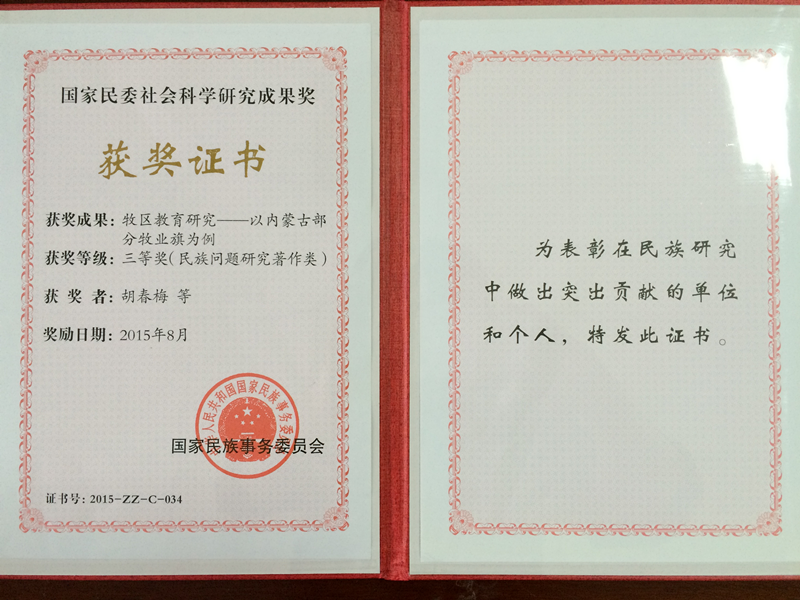 国家民委社会科学研究成果奖
获奖证书
获奖成果：牧区教育研究——以内蒙古部
分牧业旗为例
获奖等级：三等奖（民族问题研究著作类）
获奖者：胡春梅 等
奖励日期：2015年8月
中华人民共和国国家民族事务委员会
国家民族事务委员会
证书号：2015-ZZ-C-034
为表彰在民族研究
中做出突出贡献的单位
和个人，特发此证书。